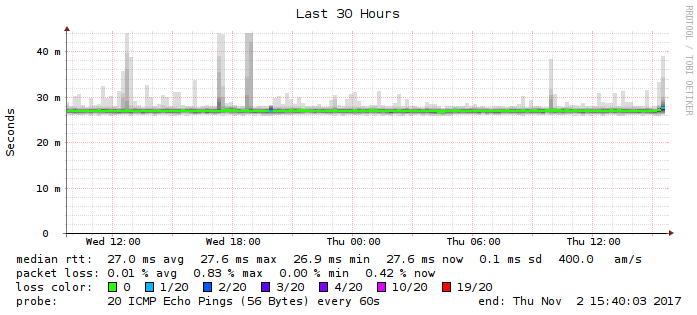 Last 30 Hours
RRDTOOL / TOBI OETIKER
Seconds
40 m
30 m
20 m
10 m
0
Wed 12:00 Wed 18:00 Thu 00:00 Thu 06:00 Thu 12:00
median rtt: 27.0 ms avg 27.6 ms max 26.9 ms min 27.6 ms now 0.1 ms sd 400.0 am/s
packet loss: 0.01 % avg 0.83 % max 0.00 % min 0.42 % now
loss color: 0 1/20 2/20 3/20 4/20 10/20 19/20
probe: 20 ICMP Echo Pings (56 Bytes) every 60s end: Thu Nov 2 15:40:03 2017